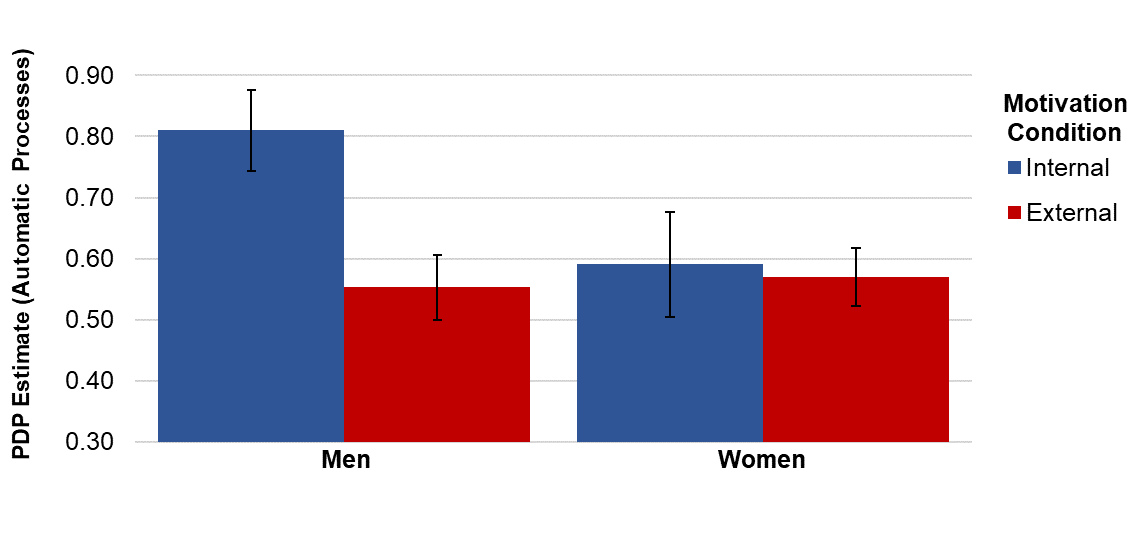 PDP Estimate (Automatic Processes)
0.90
0.80
0.70
0.60
0.50
0.40
0.30
Men
Women
Motivation
Condition
Internal
External